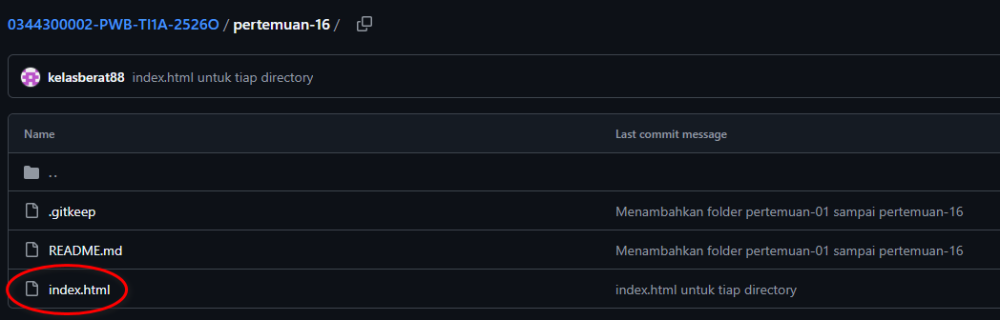 0344300002-PWB-TI1A-2526O / pertemuan-16 /
kelasberat88 index.html untuk tiap directory
Name Last commit message
..
.gitkeep Menambahkan folder pertemuan-01 sampai pertemuan-16
README.md Menambahkan folder pertemuan-01 sampai pertemuan-16
index.html index.html untuk tiap directory